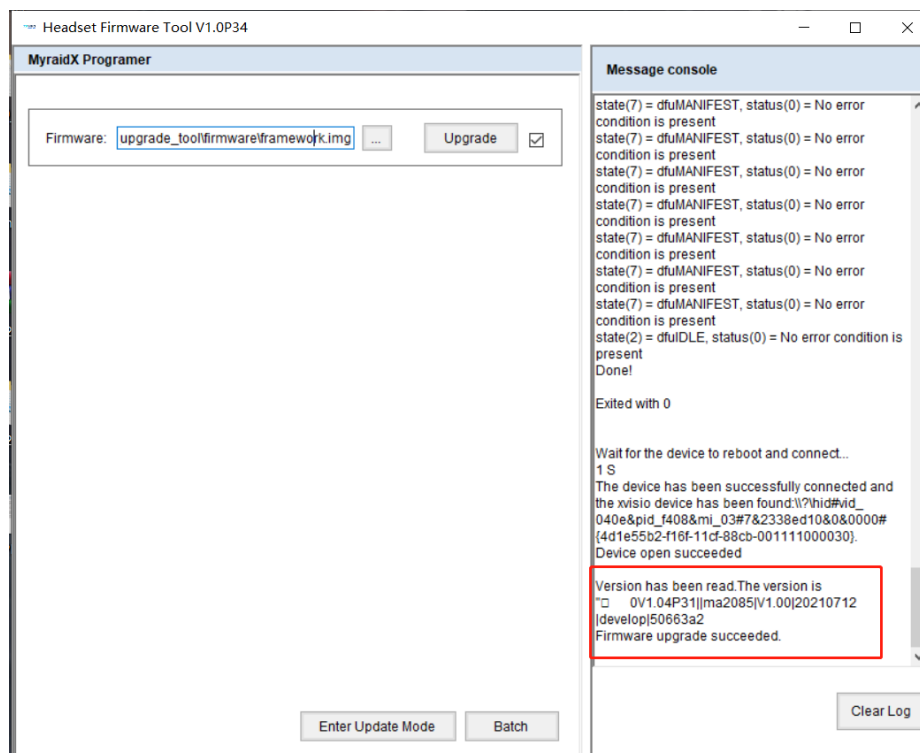 Headset Firmware Tool V1.0P34
MyraidX Programer
Firmware:
upgrade_tool\firmware\framework.img
...
Upgrade
Enter Update Mode
Batch
Message console
state(7) = dfuMANIFEST, status(0) = No error
condition is present
state(7) = dfuMANIFEST, status(0) = No error
condition is present
state(7) = dfuMANIFEST, status(0) = No error
condition is present
state(7) = dfuMANIFEST, status(0) = No error
condition is present
state(7) = dfuMANIFEST, status(0) = No error
condition is present
state(7) = dfuMANIFEST, status(0) = No error
condition is present
state(7) = dfuMANIFEST, status(0) = No error
condition is present
state(2) = dfuIDLE, status(0) = No error condition is
present
Done!
Exited with 0
Wait for the device to reboot and connect...
1 S
The device has been successfully connected and
the xvisio device has been found:\\?\hid#vid_
040e&pid_f408&mi_03#7&2338ed10&0&0000#
{4d1e55b2-f16f-11cf-88cb-001111000030}.
Device open succeeded
Version has been read.The version is
"□ 0V1.04P31||ma2085|V1.00|20210712
|develop|50663a2
Firmware upgrade succeeded.
Clear Log